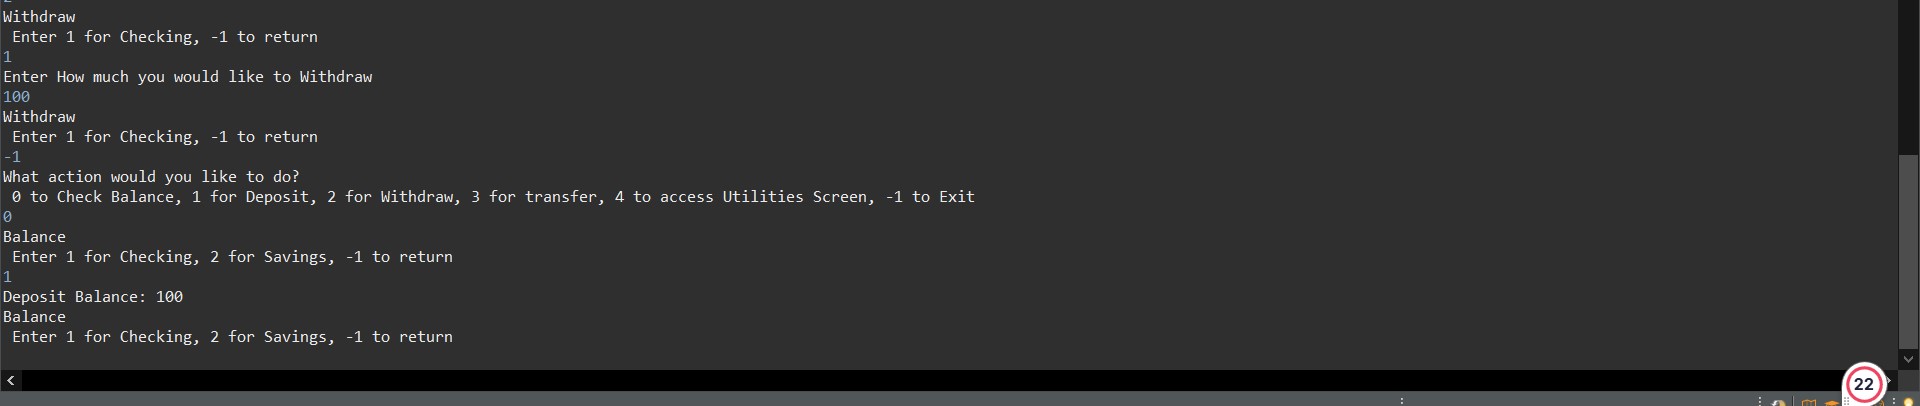 Withdraw
Enter 1 for Checking, -1 to return
1
Enter How much you would like to Withdraw
100
Withdraw
Enter 1 for Checking, -1 to return
-1
What action would you like to do?
0 to Check Balance, 1 for Deposit, 2 for Withdraw, 3 for transfer, 4 to access Utilities Screen, -1 to Exit
0
Balance
Enter 1 for Checking, 2 for Savings, -1 to return
1
Deposit Balance: 100
Balance
Enter 1 for Checking, 2 for Savings, -1 to return
22